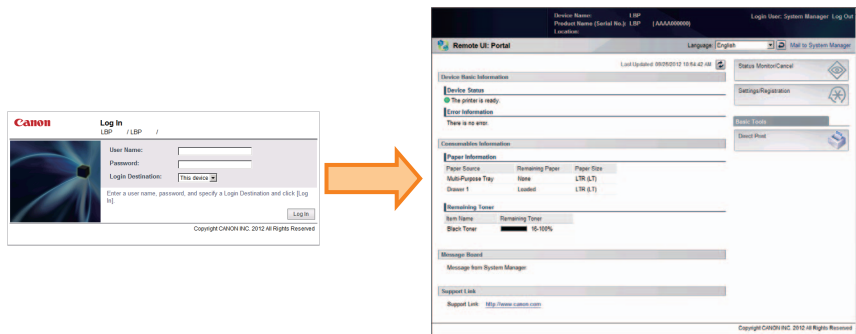 Canon
Log In
LBP / LBP /
User Name:
Password:
Login Destination: This device
Enter a user name, password, and specify a Login Destination and click [Log
In].
Log In
Copyright CANON INC. 2012 All Rights Reserved
Device Name: LBP
Product Name (Serial No.): LBP (AAAA000000)
Location:
Login User: System Manager Log Out
Remote UI: Portal
Language: English
Mail to System Manager
Last Updated: 09/28/2012 10:54:42 AM
Device Basic Information
Device Status
The printer is ready.
Error Information
There is no error.
Consumables Information
Paper Information
Paper Source Remaining Paper Paper Size
Multi-Purpose Tray None LTR (LT)
Drawer 1 Loaded LTR (LT)
Remaining Toner
Item Name Remaining Toner
Black Toner 16-100%
Message Board
Message from System Manager:
Support Link
Support Link: http://www.canon.com
Status Monitor/Cancel
Settings/Registration
Basic Tools
Direct Print
Copyright CANON INC. 2012 All Rights Reserved